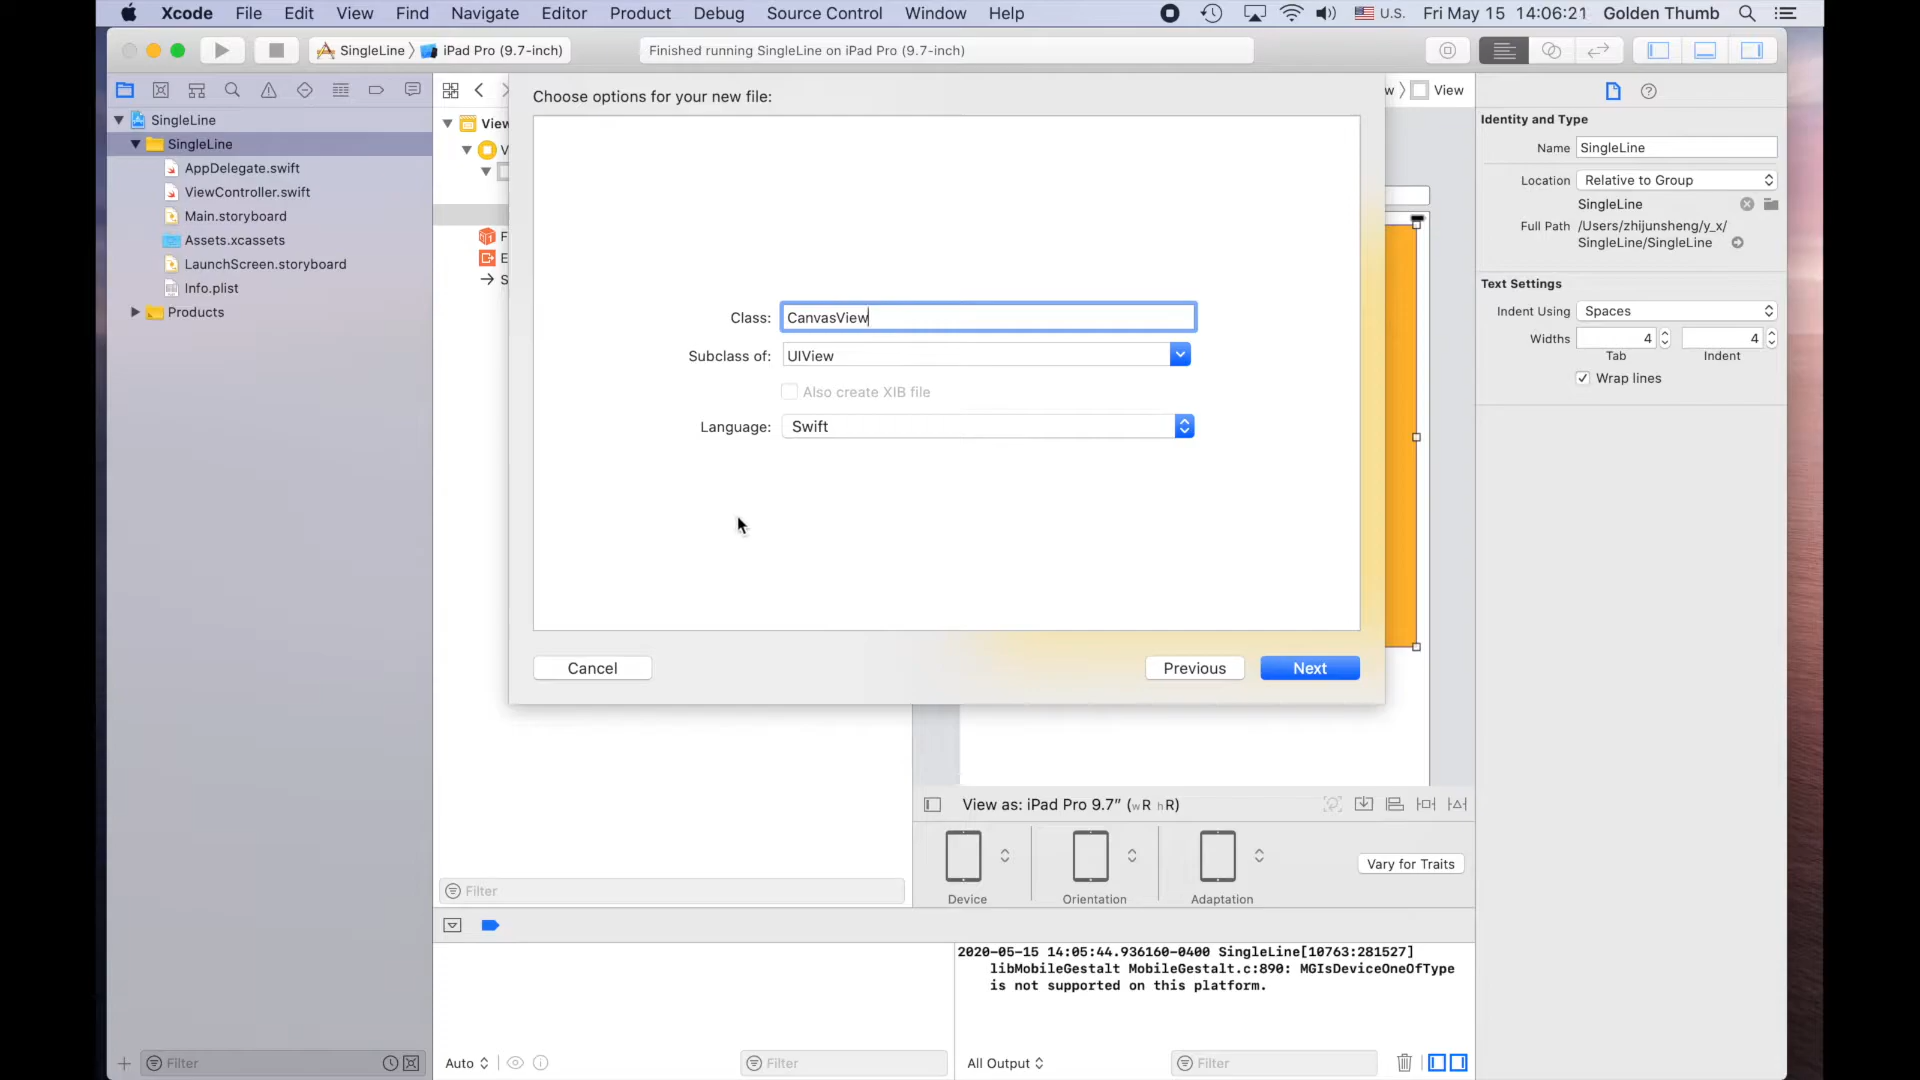 Xcode File Edit View Find Navigate Editor Product Debug Source Control Window Help U.S. Fri May 15 14:06:21 Golden Thumb
SingleLine iPad Pro (9.7-inch) Finished running SingleLine on iPad Pro (9.7-inch)
Choose options for your new file:
View
SingleLine
SingleLine
AppDelegate.swift
ViewController.swift
Main.storyboard
Assets.xcassets
LaunchScreen.storyboard
Info.plist
Products
View
Class: CanvasView
Subclass of: UIView
Also create XIB file
Language: Swift
Cancel Previous Next
Identity and Type
Name SingleLine
Location Relative to Group
SingleLine
Full Path /Users/zhijunsheng/y_x/
SingleLine/SingleLine
Text Settings
Indent Using Spaces
Widths 4 4
Tab Indent
Wrap lines
View as: iPad Pro 9.7" (wR hR)
Vary for Traits
Device Orientation Adaptation
Filter
2020-05-15 14:05:44.936160-0400 SingleLine[10763:281527]
libMobileGestalt MobileGestalt.c:890: MGIsDeviceOneOfType
is not supported on this platform.
Filter
Auto Filter
All Output Filter